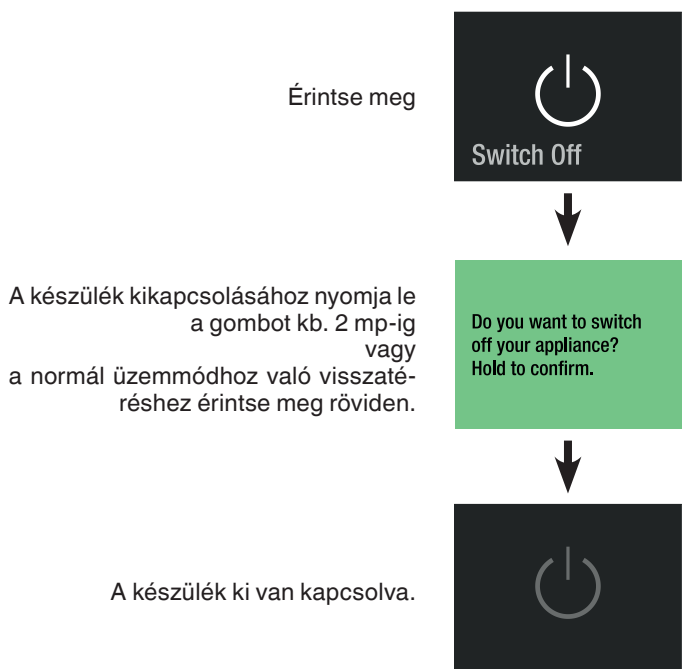 Érintse meg
Switch Off
A készülék kikapcsolásához nyomja le
a gombot kb. 2 mp-ig
vagy
a normál üzemmódhoz való visszaté-
réshez érintse meg röviden.
Do you want to switch
off your appliance?
Hold to confirm.
A készülék ki van kapcsolva.